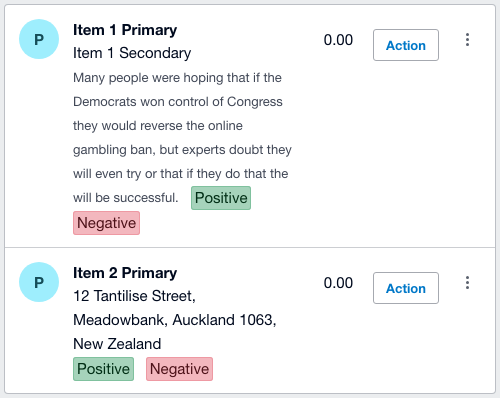 P
Item 1 Primary
0.00
Action
Item 1 Secondary
Many people were hoping that if the
Democrats won control of Congress
they would reverse the online
gambling ban, but experts doubt they
will even try or that if they do that the
will be successful. Positive
Negative
P
Item 2 Primary
0.00
Action
12 Tantilise Street,
Meadowbank, Auckland 1063,
New Zealand
Positive Negative